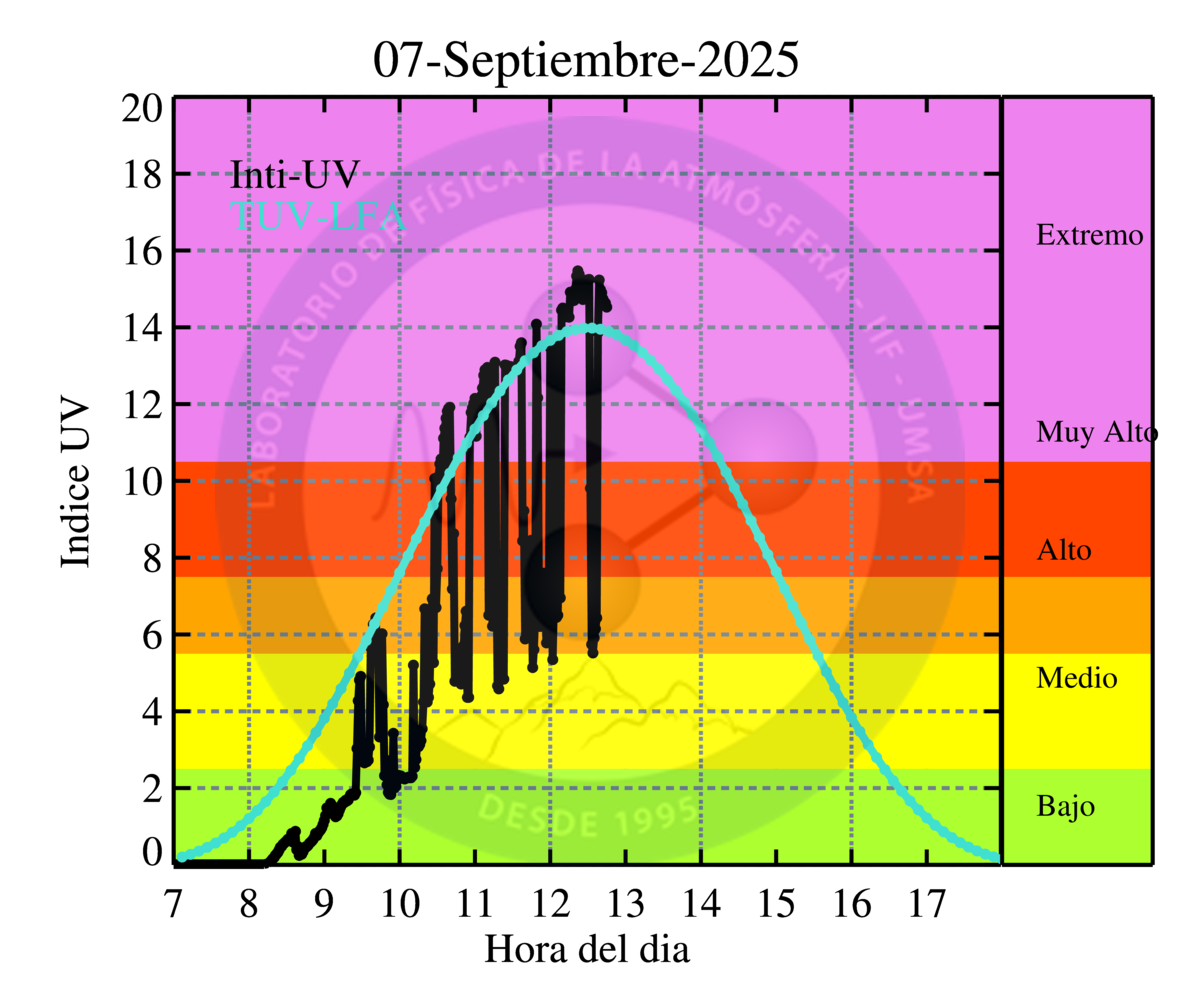 07-Septiembre-2025
20
18
16
14
12
10
8
6
4
2
0
Indice UV
Inti-UV
TUV-LFA
LABORATORIO DE FÍSICA DE LA ATMÓSFERA - IIF - UMSA
DESDE 1995
Extremo
Muy Alto
Alto
Medio
Bajo
7 8 9 10 11 12 13 14 15 16 17
Hora del dia